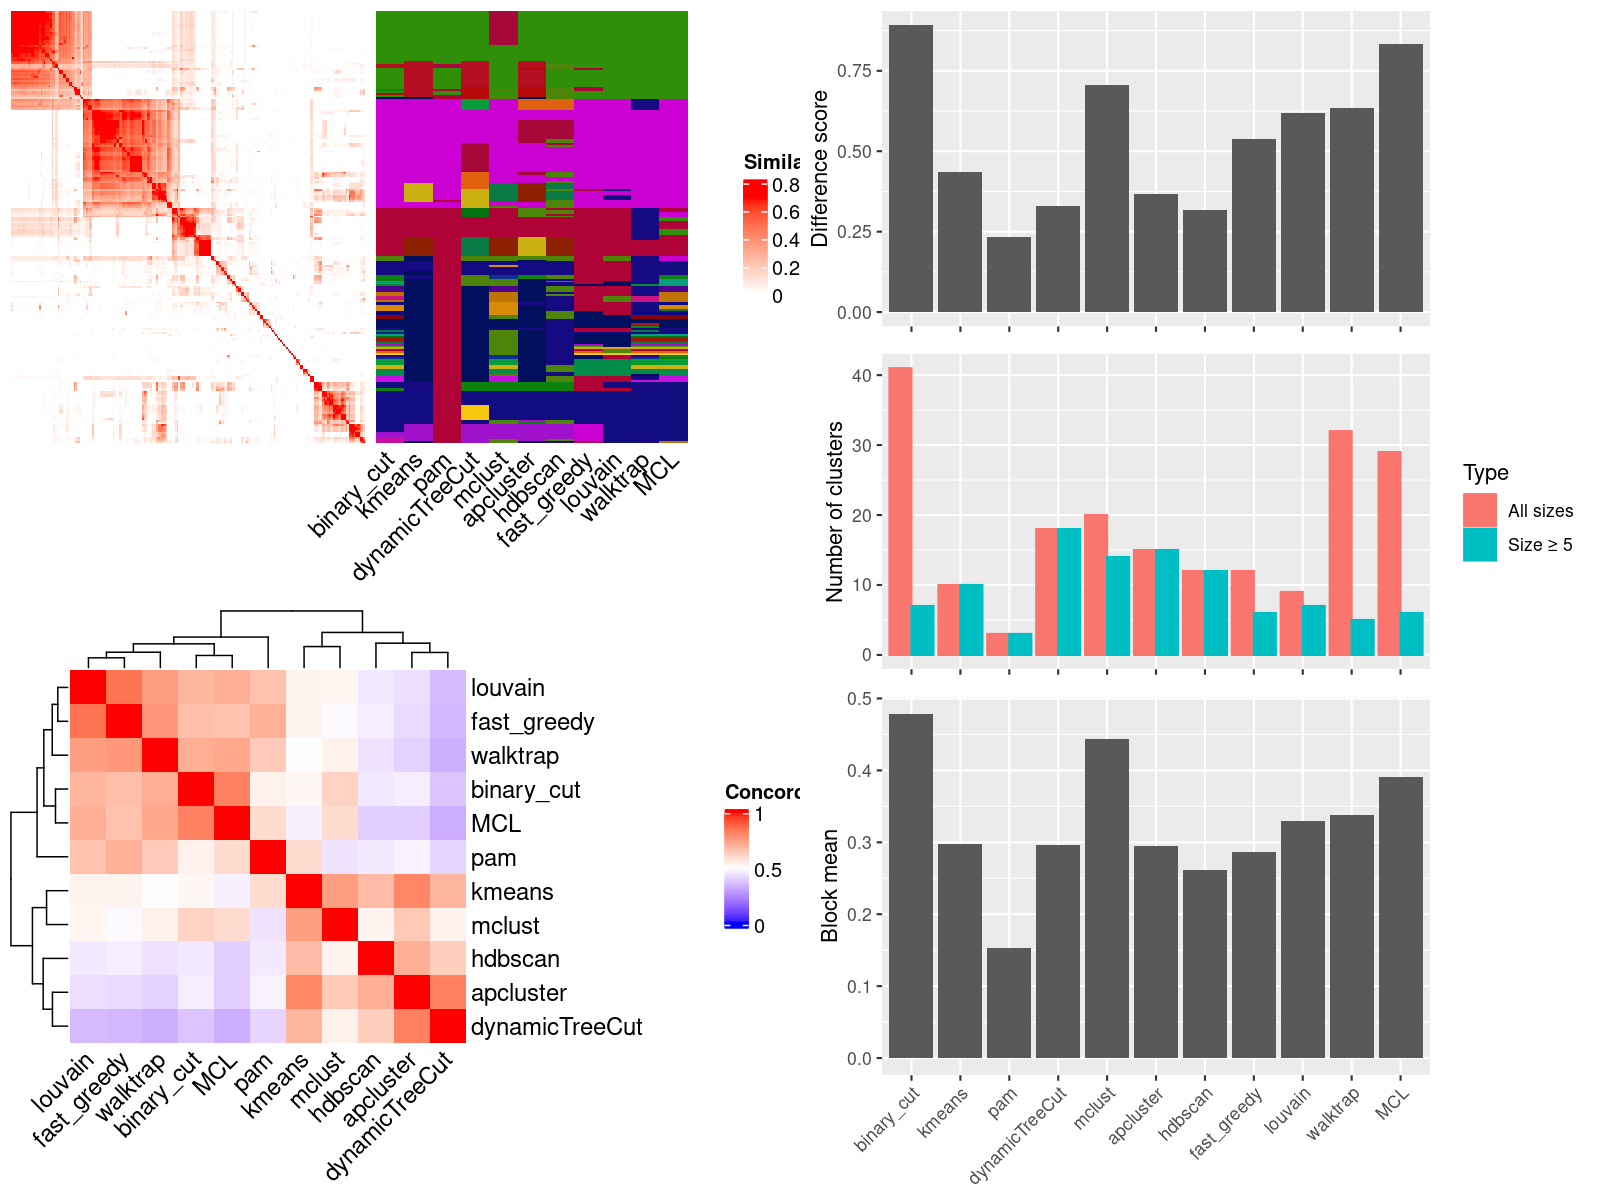 Simila
0.8
0.6
0.4
0.2
0
binary_cut
kmeans
pam
dynamicTreeCut
mclust
apcluster
hdbscan
fast_greedy
louvain
walktrap
MCL
Difference score
0.75
0.50
0.25
0.00
Number of clusters
40
30
20
10
0
Type
All sizes
Size ≥ 5
louvain
fast_greedy
walktrap
binary_cut
MCL
pam
kmeans
mclust
hdbscan
apcluster
dynamicTreeCut
louvain
fast_greedy
walktrap
binary_cut
MCL
pam
kmeans
mclust
hdbscan
apcluster
dynamicTreeCut
Concord
1
0.5
0
Block mean
0.5
0.4
0.3
0.2
0.1
0.0
binary_cut
kmeans
pam
dynamicTreeCut
mclust
apcluster
hdbscan
fast_greedy
louvain
walktrap
MCL